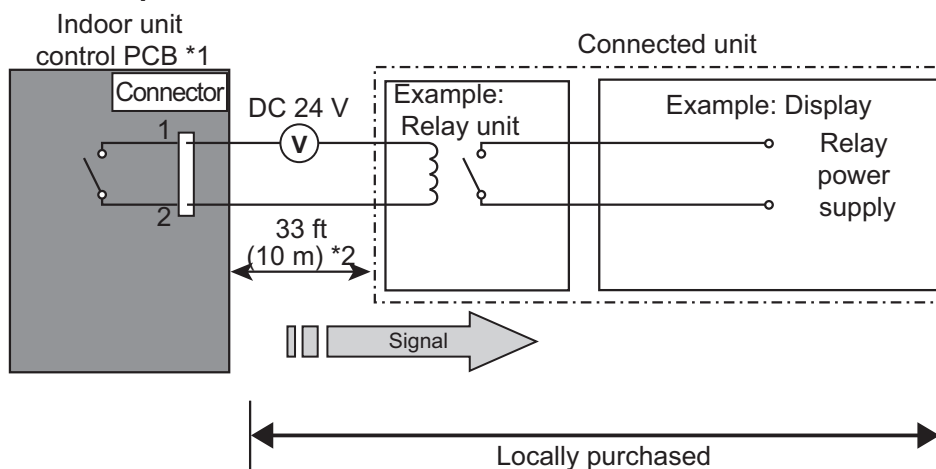 Indoor unit
control PCB *1
Connector
1
2
DC 24 V
V
33 ft
(10 m) *2
Connected unit
Example:
Relay unit
Example: Display
Relay
power
supply
Signal
Locally purchased